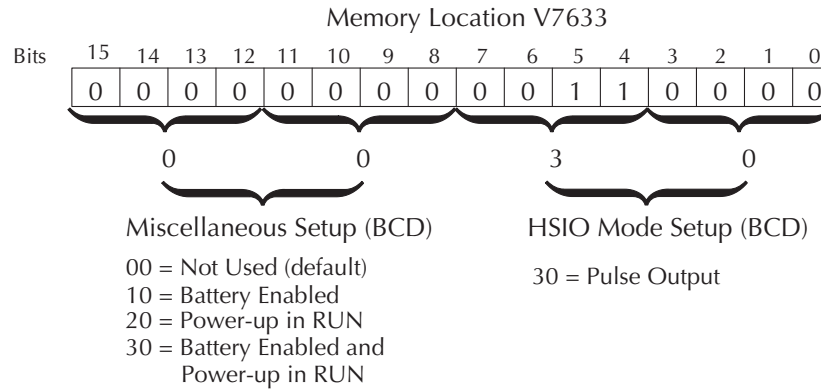 Memory Location V7633
Bits 15 14 13 12 11 10 9 8 7 6 5 4 3 2 1 0
0 0 0 0 0 0 0 0 0 0 1 1 0 0 0 0
0 0 3 0
Miscellaneous Setup (BCD)
00 = Not Used (default)
10 = Battery Enabled
20 = Power-up in RUN
30 = Battery Enabled and
Power-up in RUN
HSIO Mode Setup (BCD)
30 = Pulse Output